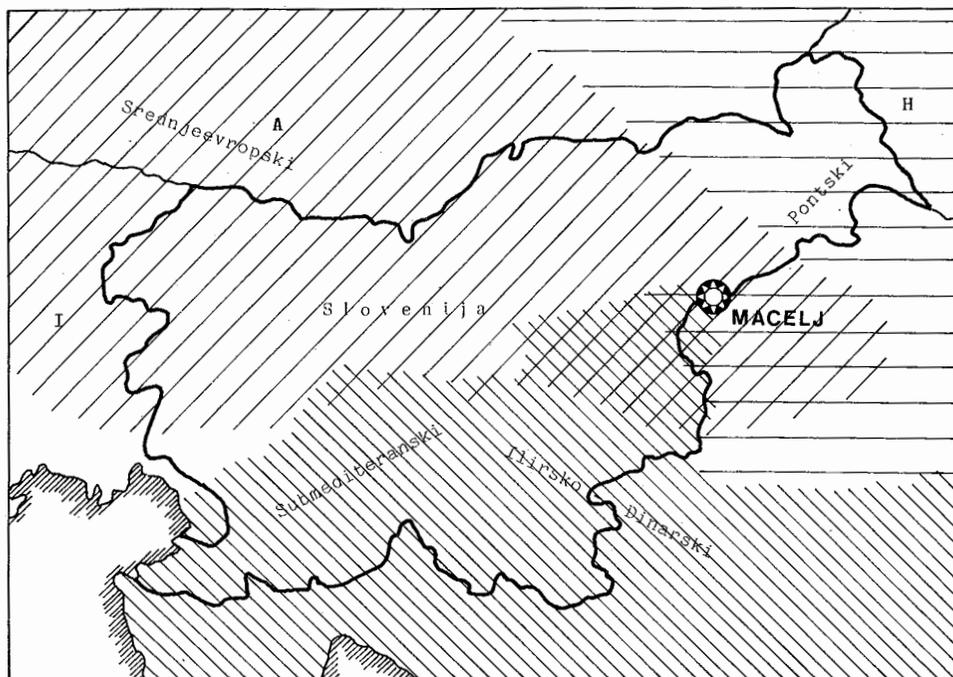 Srednjeevropski
A
H
Pontski
Slovenija
I
MACELJ
Submediteranski
Ilirsko Dinarski